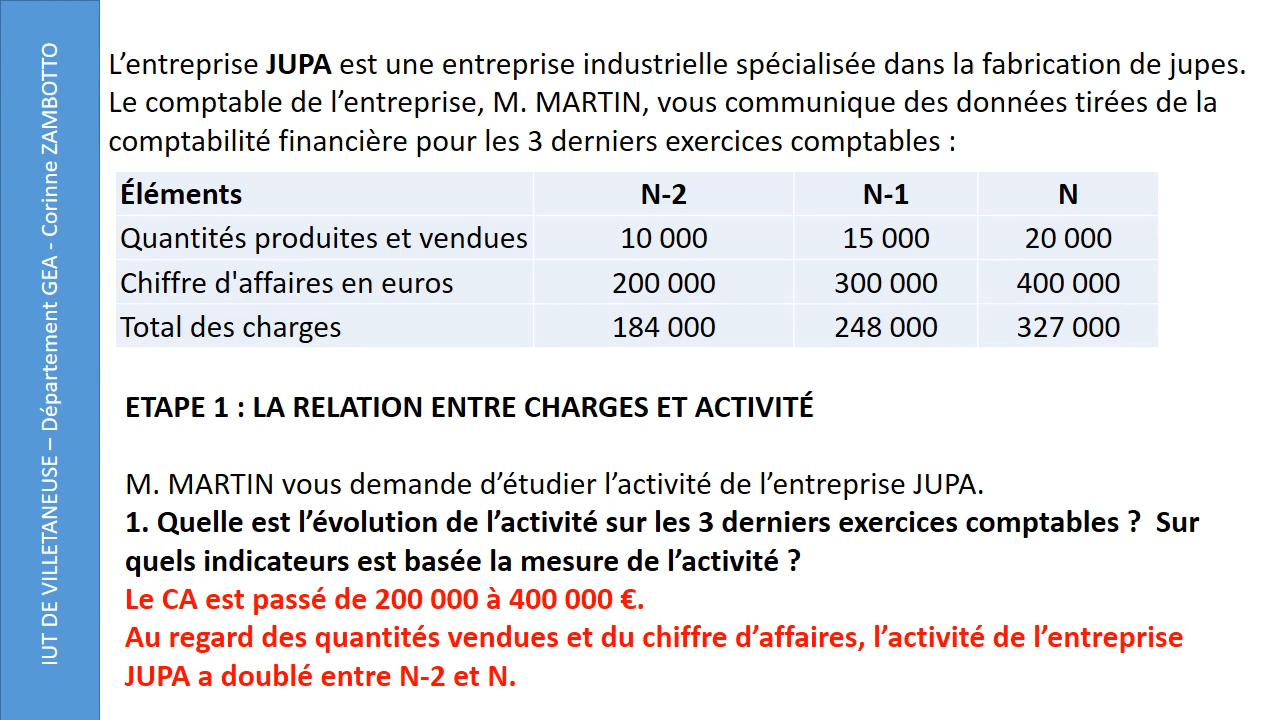 IUT DE VILLETANEUSE – Département GEA - Corinne ZAMBOTTO
L’entreprise JUPA est une entreprise industrielle spécialisée dans la fabrication de jupes.
Le comptable de l’entreprise, M. MARTIN, vous communique des données tirées de la
comptabilité financière pour les 3 derniers exercices comptables :
Éléments N-2 N-1 N
Quantités produites et vendues 10 000 15 000 20 000
Chiffre d'affaires en euros 200 000 300 000 400 000
Total des charges 184 000 248 000 327 000
ETAPE 1 : LA RELATION ENTRE CHARGES ET ACTIVITÉ
M. MARTIN vous demande d’étudier l’activité de l’entreprise JUPA.
1. Quelle est l’évolution de l’activité sur les 3 derniers exercices comptables ? Sur
quels indicateurs est basée la mesure de l’activité ?
Le CA est passé de 200 000 à 400 000 €.
Au regard des quantités vendues et du chiffre d’affaires, l’activité de l’entreprise
JUPA a doublé entre N-2 et N.